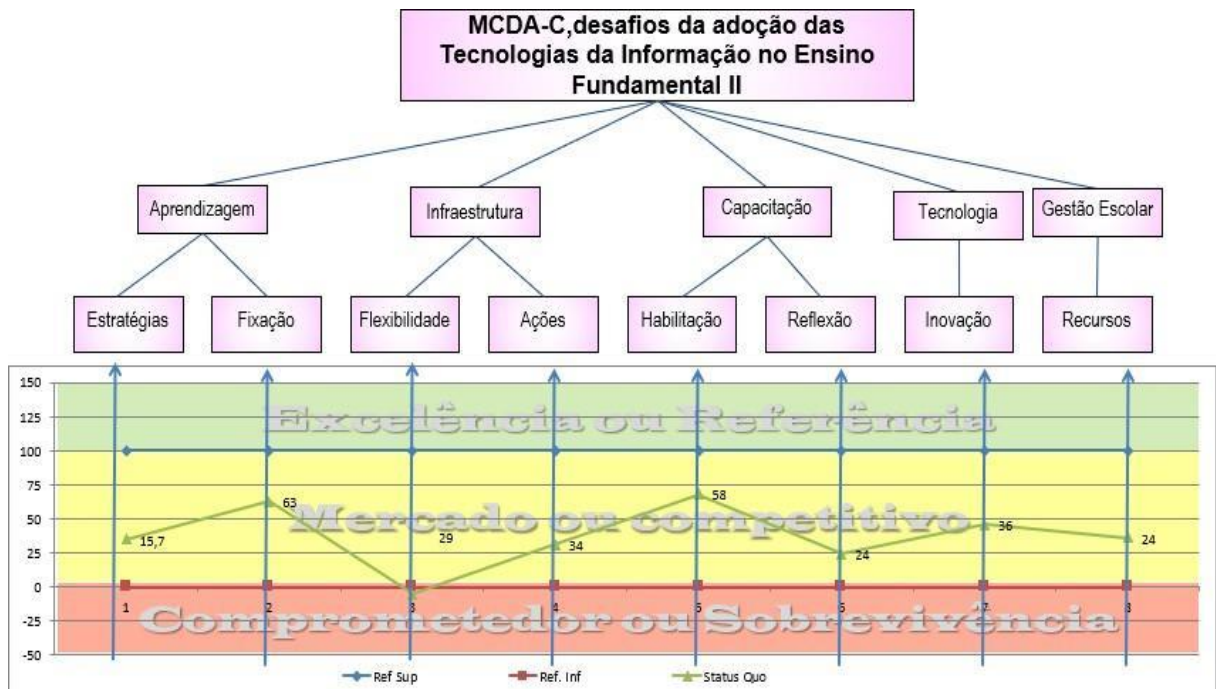 MCDA-C,desafios da adoção das
Tecnologias da Informação no Ensino
Fundamental II
Aprendizagem
Infraestrutura
Capacitação
Tecnologia
Gestão Escolar
Estratégias
Fixação
Flexibilidade
Ações
Habilitação
Reflexão
Inovação
Recursos
150
125
Excelência ou Referência
100
75
63
58
50
Mercado ou competitivo
15,7
29
34
36
24
25
24
0
1 2 3 4 5 6 7 8
-25
Comprometedor ou Sobrevivência
-50
Ref Sup
Ref. Inf
Status Quo